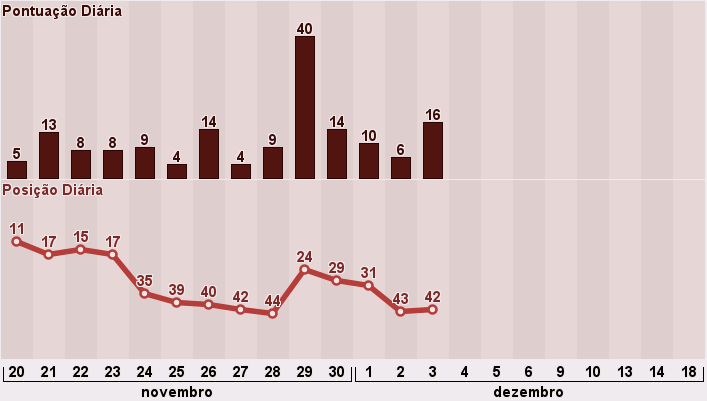 Pontuação Diária
5 13 8 8 9 4 14 4 9 40 14 10 6 16
Posição Diária
11 17 15 17 35 39 40 42 44 24 29 31 43 42
20 21 22 23 24 25 26 27 28 29 30 1 2 3 4 5 6 9 10 13 14 18
novembro dezembro